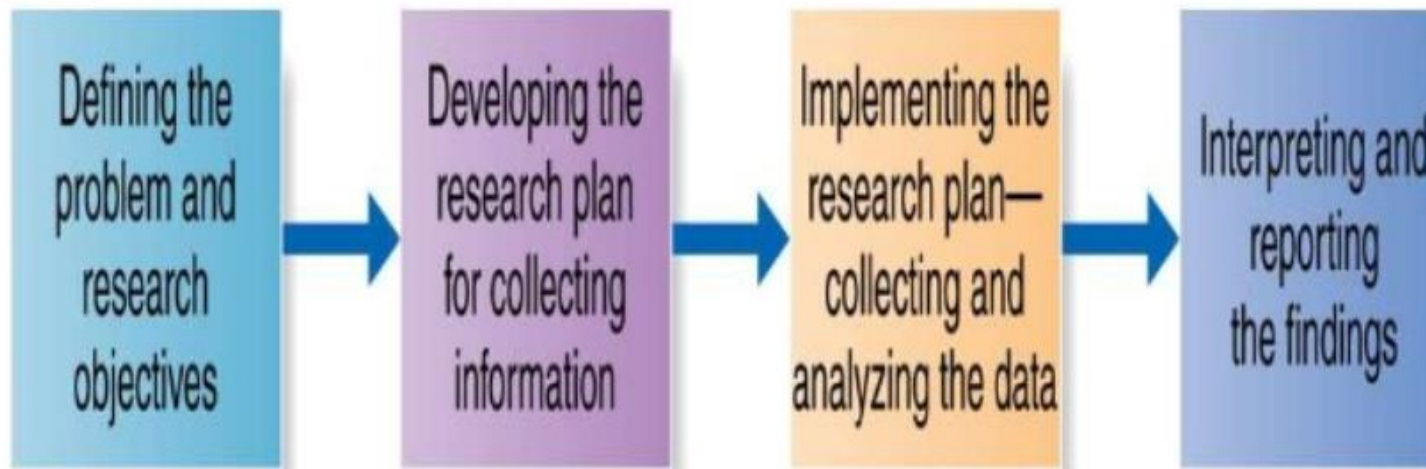 Defining the
problem and
research
objectives
Developing the
research plan
for collecting
information
Implementing the
research plan—
collecting and
analyzing the data
Interpreting and
reporting
the findings